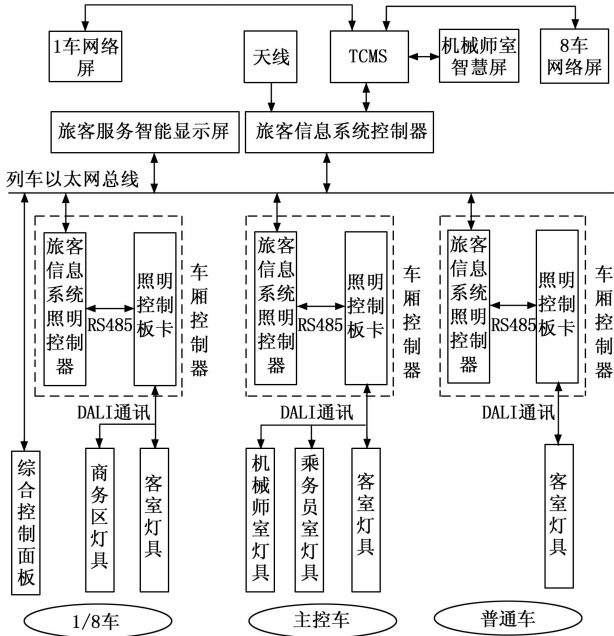 1车网络
屏
天线
TCMS
机械师室
智慧屏
8车
网络屏
旅客服务智能显示屏
旅客信息系统控制器
列车以太网总线
旅客
信息
系统
照明
控制
器
RS485
照明
控制
板卡
车厢控制器
旅客
信息
系统
照明
控制
器
RS485
照明
控制
板卡
车厢控制器
旅客
信息
系统
照明
控制
器
RS485
照明
控制
板卡
车厢控制器
DALI通讯
DALI通讯
DALI通讯
综合控制面板
商务区灯具
客室灯具
机械师室灯具
乘务员室灯具
客室灯具
客室灯具
1/8车
主控车
普通车